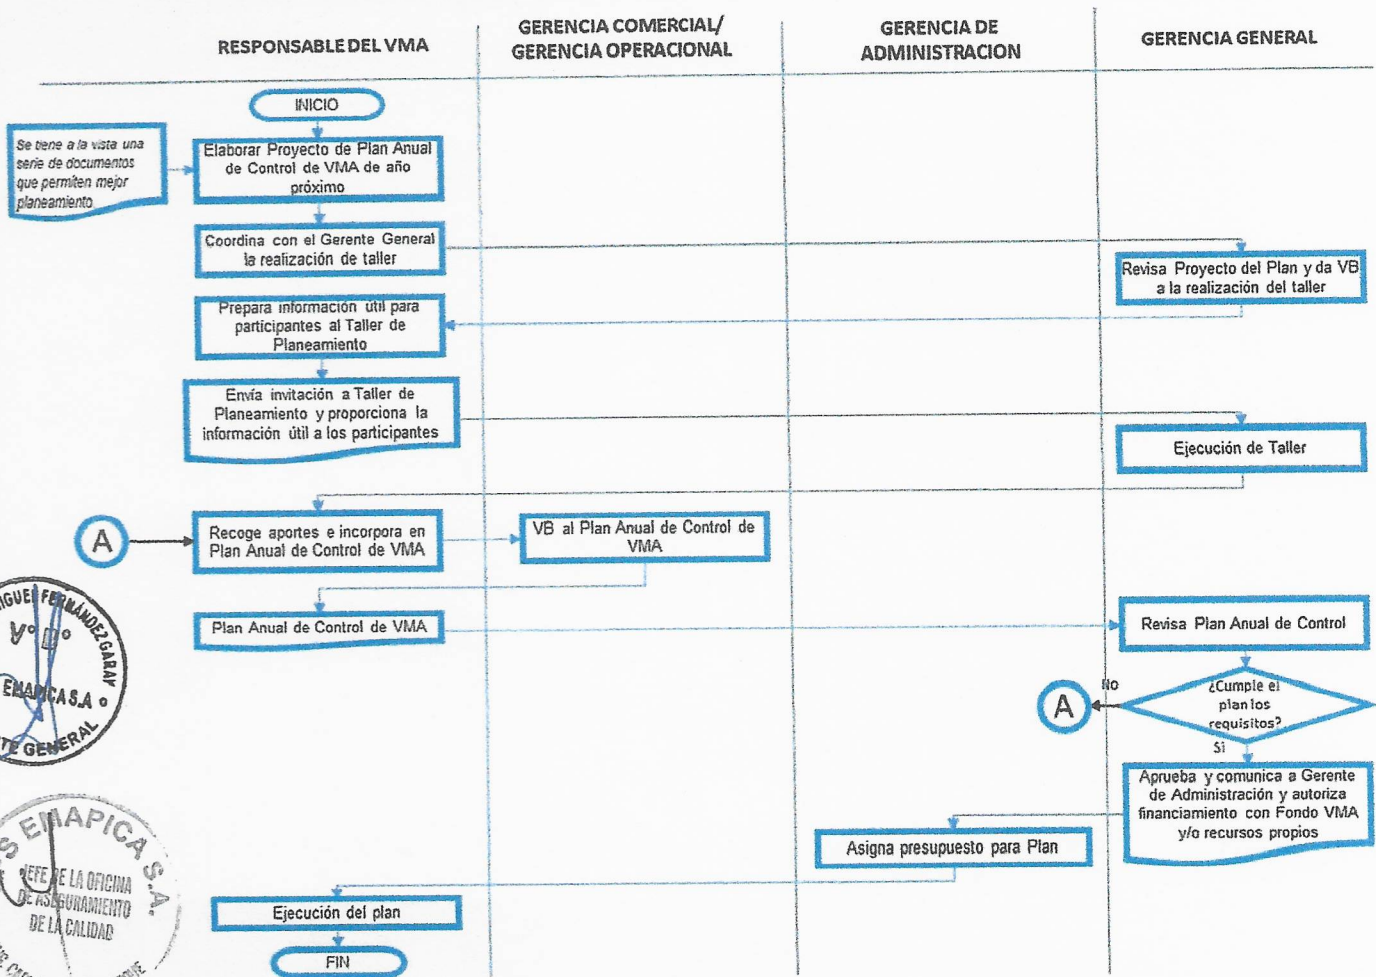 RESPONSABLE DEL VMA
GERENCIA COMERCIAL/
GERENCIA OPERACIONAL
GERENCIA DE
ADMINISTRACION
GERENCIA GENERAL
INICIO
Se tiene a la vista una
serie de documentos
que permiten mejor
planeamiento
Elaborar Proyecto de Plan Anual
de Control de VMA de año
próximo
Coordina con el Gerente General
la realización de taller
Revisa Proyecto del Plan y da VB
a la realización del taller
Prepara información útil para
participantes al Taller de
Planeamiento
Envía invitación a Taller de
Planeamiento y proporciona la
información útil a los participantes
Ejecución de Taller
A
Recoge aportes e incorpora en
Plan Anual de Control de VMA
VB al Plan Anual de Control de
VMA
Plan Anual de Control de VMA
Revisa Plan Anual de Control
¿Cumple el
plan los
requisitos?
NO
A
Si
Aprueba y comunica a Gerente
de Administración y autoriza
financiamiento con Fondo VMA
y/o recursos propios
Asigna presupuesto para Plan
Ejecución del plan
FIN
FERNÁNDEZ GARAY
EMAPICA S.A
GENERAL
EMAPICA S.A.
JEFE DE LA OFICINA
DE ASEGURAMIENTO
DE LA CALIDAD